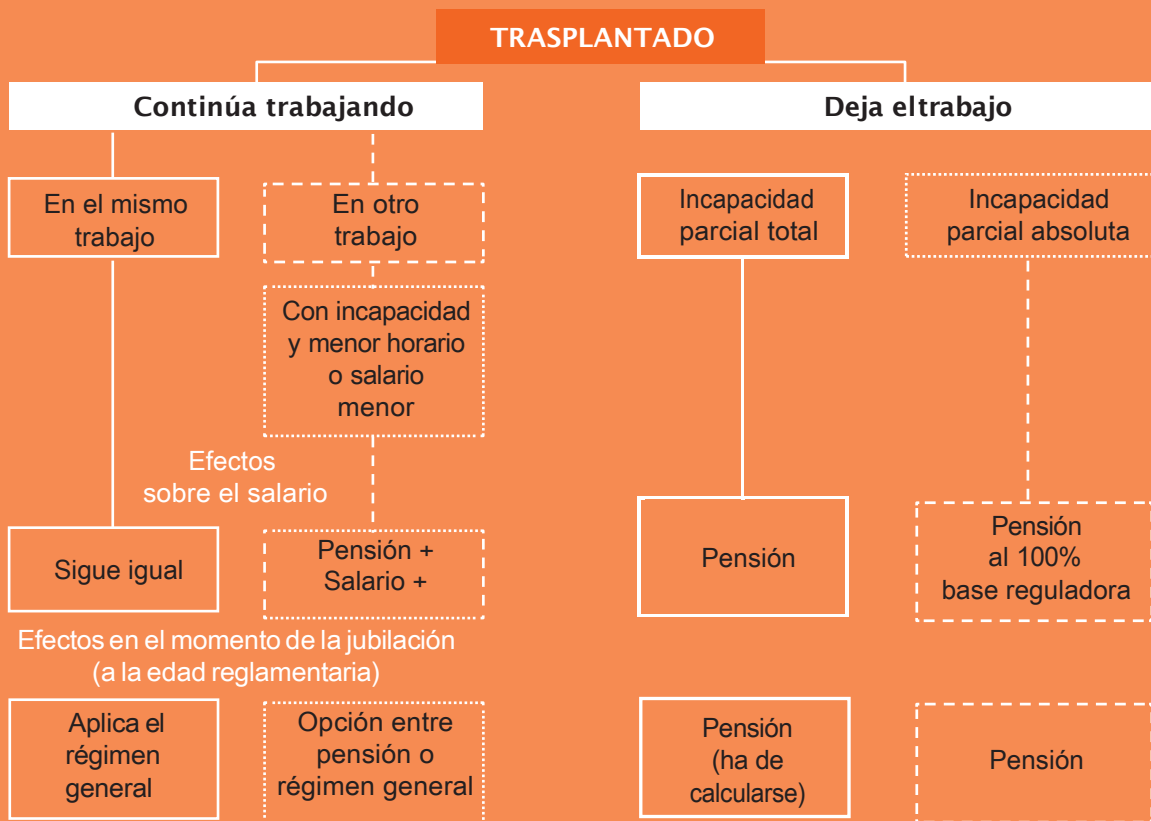 TRASPLANTADO
Continúa trabajando
Deja eltrabajo
En el mismo
trabajo
En otro
trabajo
Incapacidad
parcial total
Incapacidad
parcial absoluta
Con incapacidad
y menor horario
o salario
menor
Efectos
sobre el salario
Sigue igual
Pensión +
Salario +
Pensión
Pensión
al 100%
base reguladora
Efectos en el momento de la jubilación
(a la edad reglamentaria)
Aplica el
régimen
general
Opción entre
pensión o
régimen general
Pensión
(ha de
calcularse)
Pensión